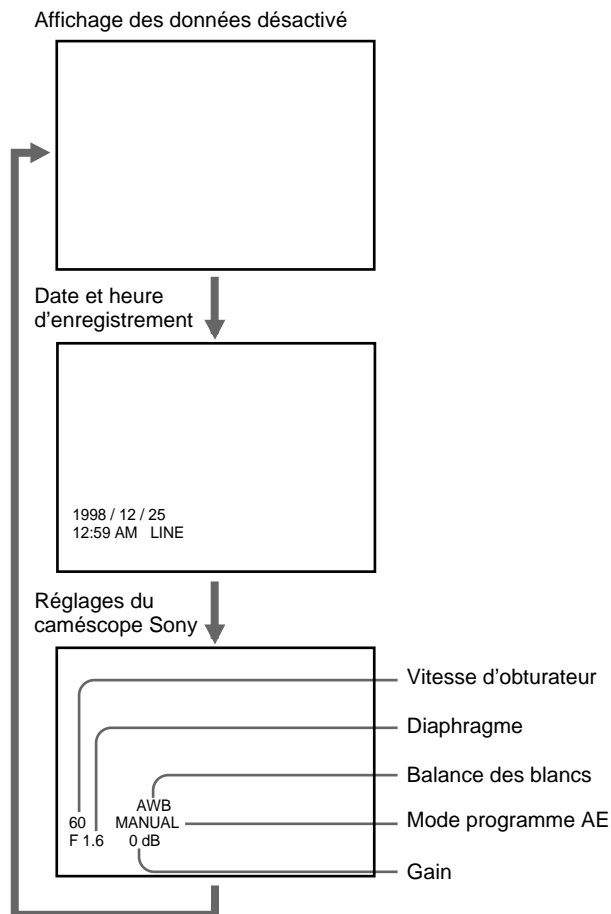 Affichage des données désactivé
Date et heure
d’enregistrement
1998 / 12 / 25
12:59 AM LINE
Réglages du
caméscope Sony
Vitesse d’obturateur
Diaphragme
Balance des blancs
AWB
60
MANUAL
Mode programme AE
F 1.6
0 dB
Gain